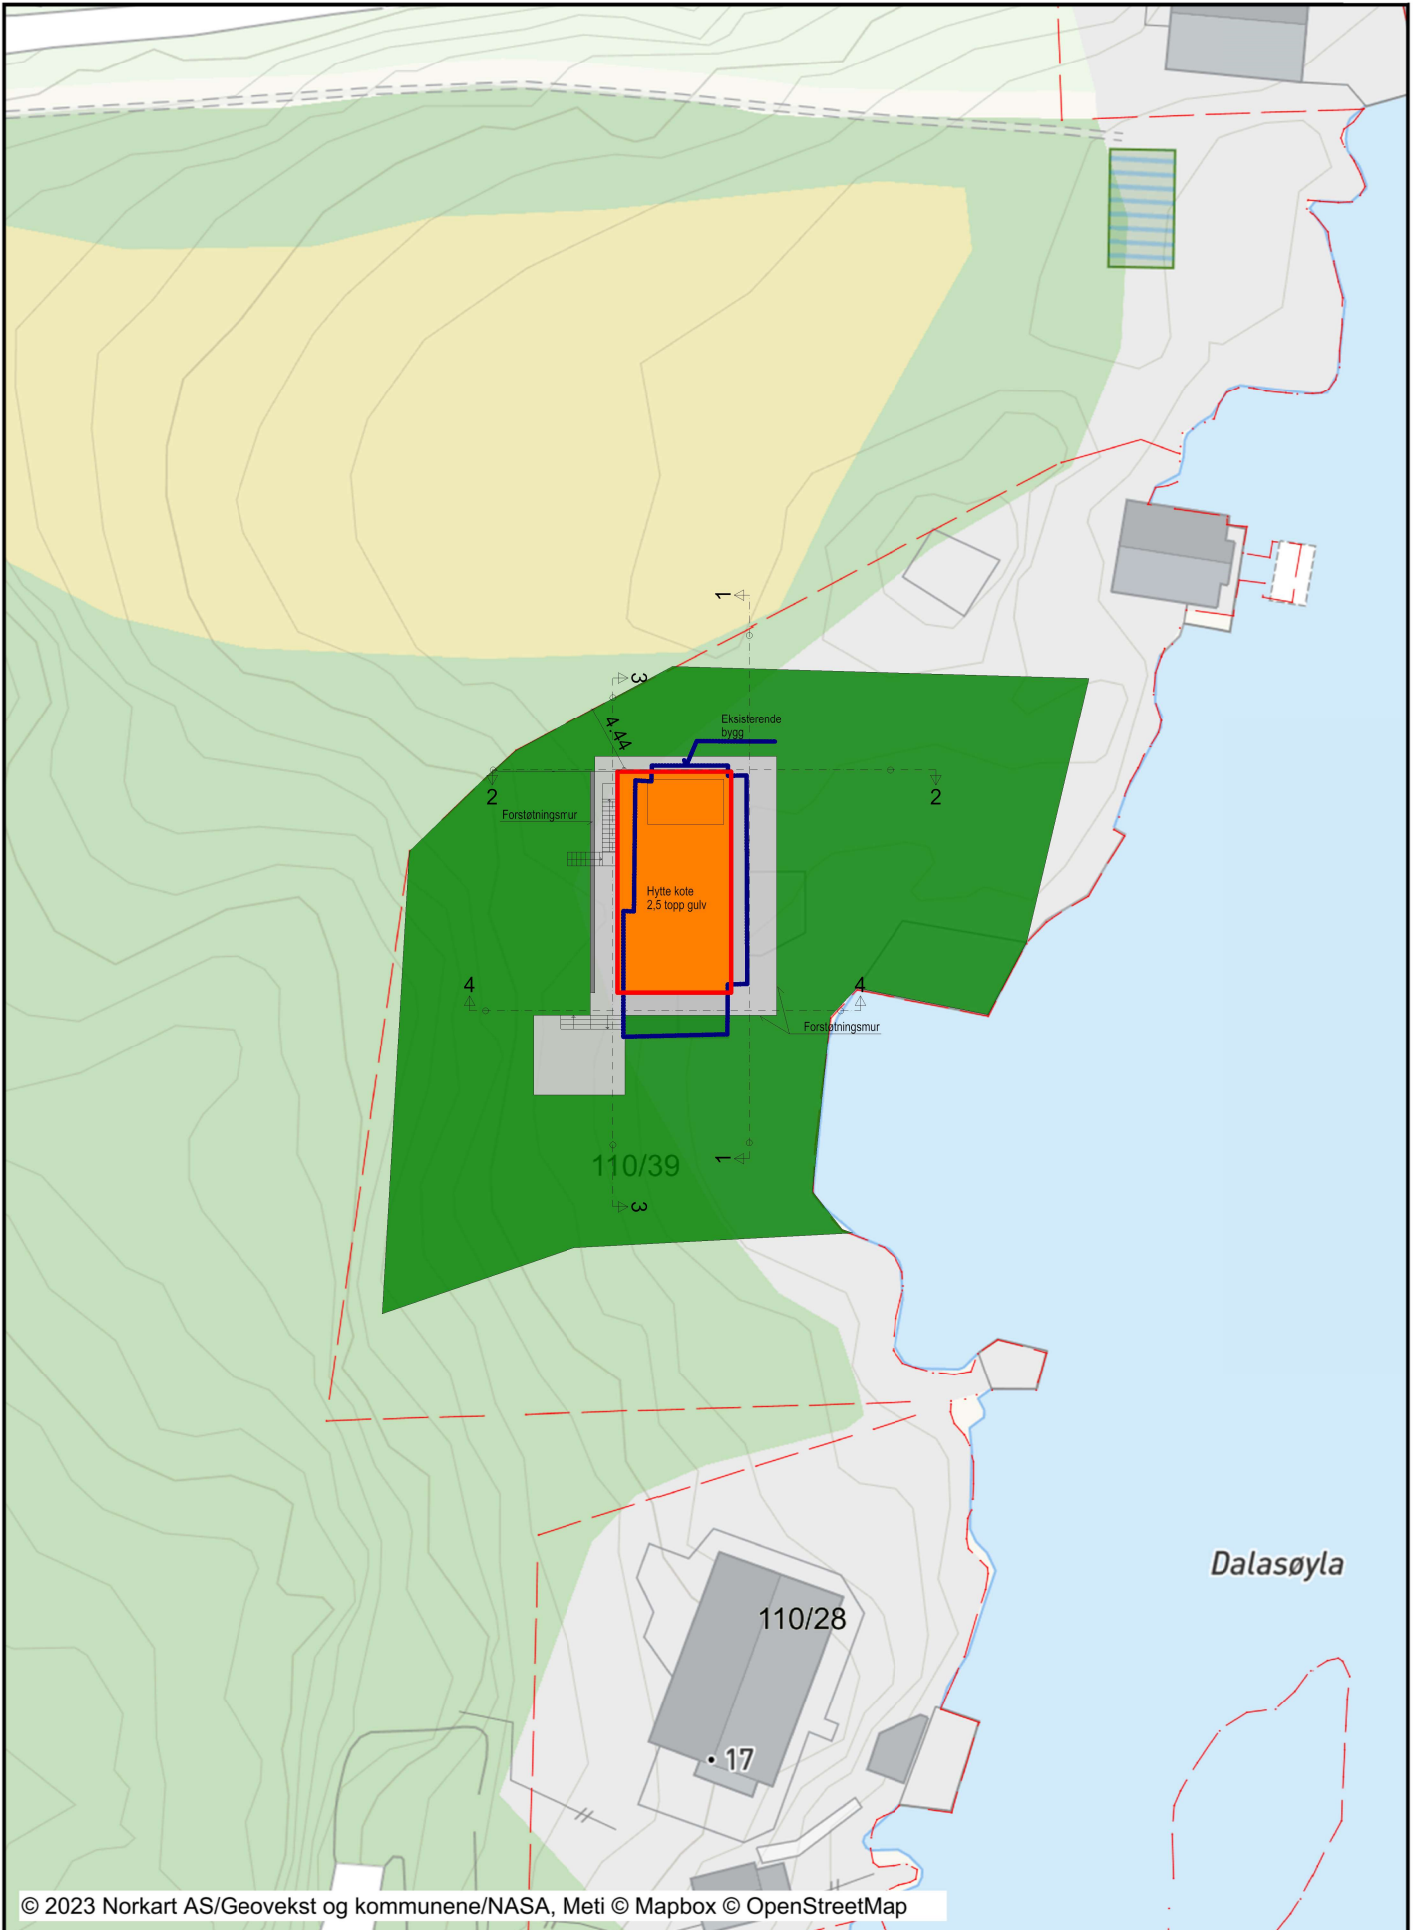 1
3
4.44
Eksisterende
bygg
2
2
Forstøtningsmur
Hytte kote
2,5 topp gulv
4
4
Forstøtningsmur
110/39
1
3
Dalasøyla
110/28
17
© 2023 Norkart AS/Geovekst og kommunene/NASA, Meti © Mapbox © OpenStreetMap